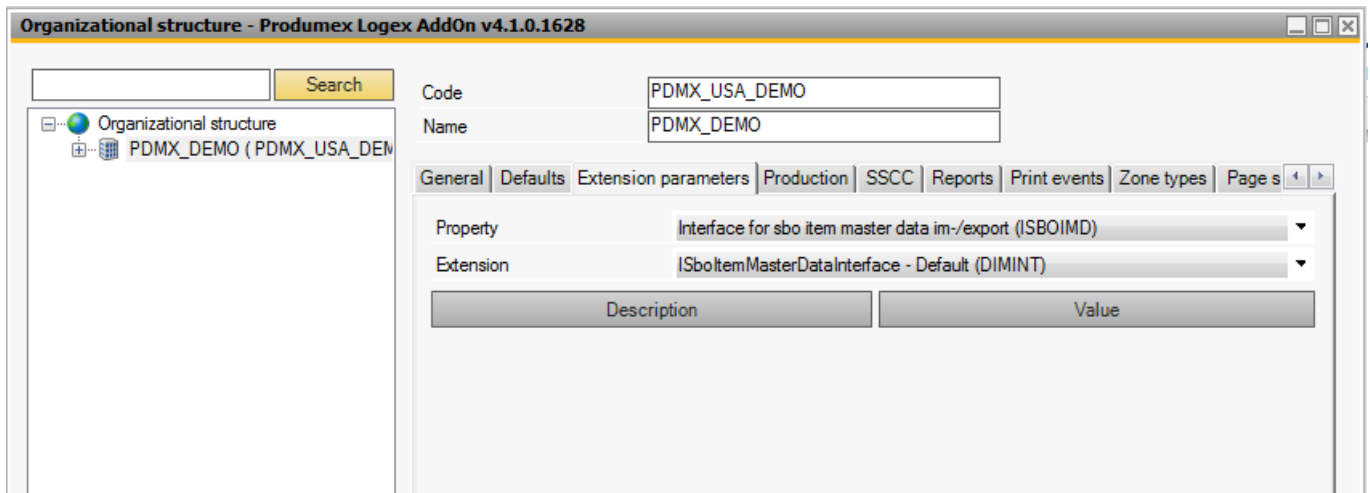 Organizational structure - Produmex Logex AddOn v4.1.0.1628
Search
Organizational structure
PDMX_DEMO ( PDMX_USA_DEM
Code PDMX_USA_DEMO
Name PDMX_DEMO
General Defaults Extension parameters Production SSCC Reports Print events Zone types Page s
Property Interface for sbo item master data im-/export (ISBOIMD)
Extension ISboItemMasterDataInterface - Default (DIMINT)
Description Value